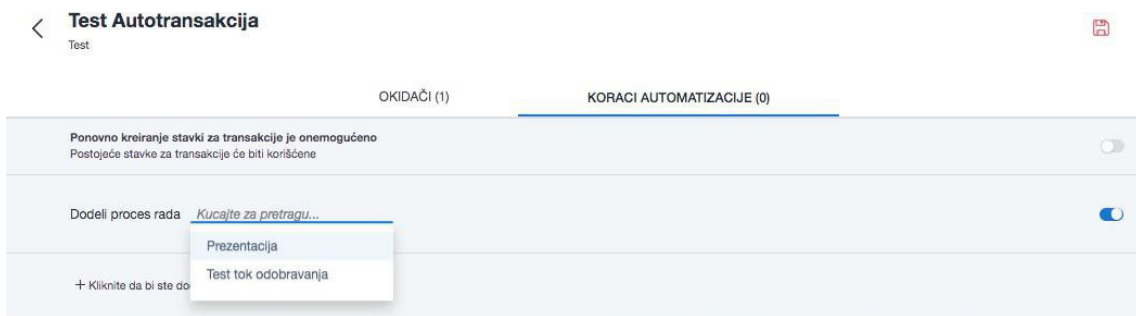 Test Autotransakcija
Test
OKIDAČI (1)
KORACI AUTOMATIZACIJE (0)
Ponovno kreiranje stavki za transakcije je onemogućeno
Postojeće stavke za transakcije će biti korišćene
Dodeli proces rada
Kucajte za pretragu...
Prezentacija
Test tok odobravanja
+ Kliknite da bi ste